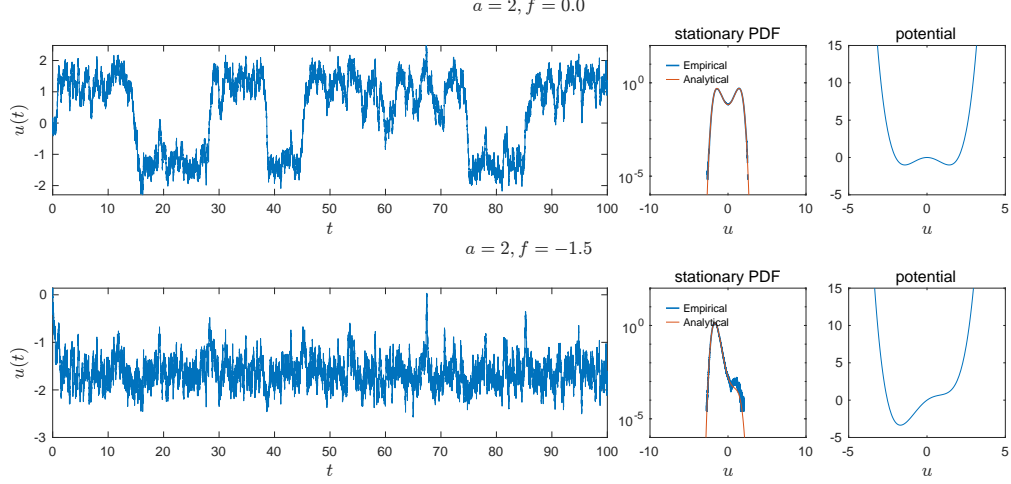 a = 2, f = 0.0
stationary PDF
potential
u(t)
2
1
0
-1
-2
0 10 20 30 40 50 60 70 80 90 100
t
Empirical
Analytical
10^0
10^-5
-10 0 10
u
15
10
5
0
-5
-5 0 5
u
a = 2, f = −1.5
stationary PDF
potential
u(t)
0
-1
-2
-3
0 10 20 30 40 50 60 70 80 90 100
t
Empirical
Analytical
10^0
10^-5
-10 0 10
u
15
10
5
0
-5
-5 0 5
u